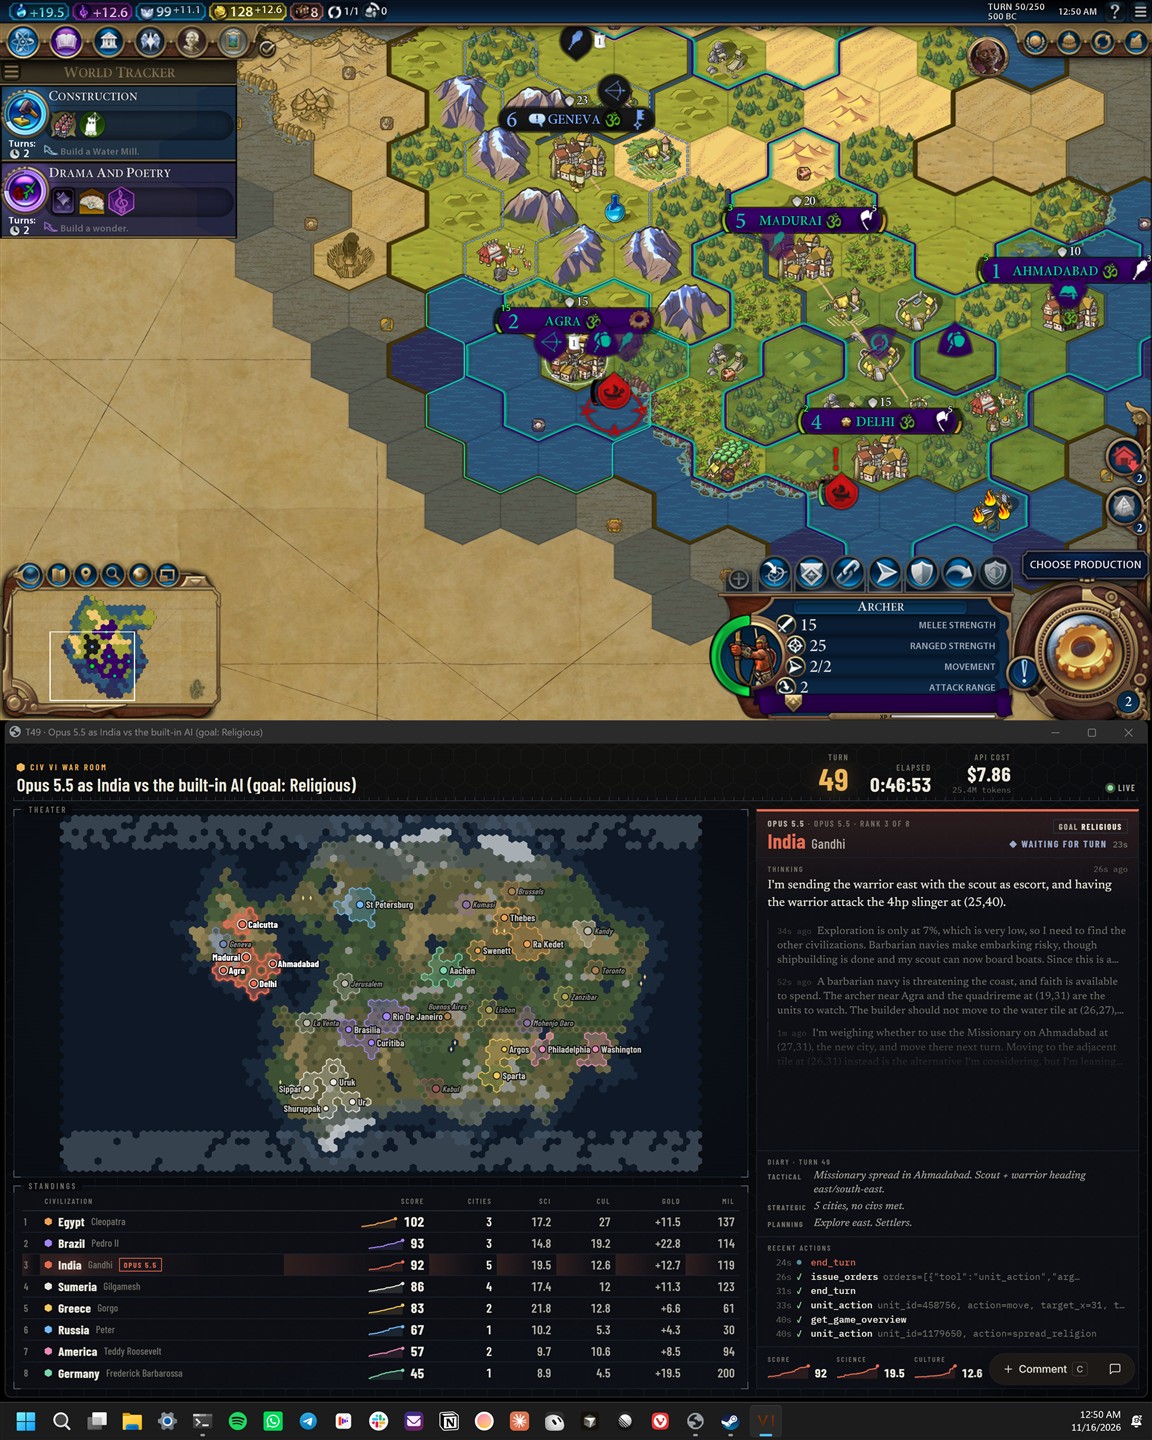 +19.5 +12.6 99 +11.1 128 +12.6 8 1/1 0
TURN 50/250
500 BC
12:50 AM
?
WORLD TRACKER
CONSTRUCTION
Turns:
2
Build a Water Mill.
DRAMA AND POETRY
Turns:
2
Build a wonder.
1
23
6 GENEVA
20
5 MADURAI
10
1 AHMADABAD
15
2 AGRA
1
15
4 DELHI
2
2
CHOOSE PRODUCTION
ARCHER
15 MELEE STRENGTH
25 RANGED STRENGTH
2/2 MOVEMENT
2 ATTACK RANGE
XP
2
T49 · Opus 5.5 as India vs the built-in AI (goal: Religious)
CIV VI WAR ROOM
Opus 5.5 as India vs the built-in AI (goal: Religious)
TURN
49
ELAPSED
0:46:53
API COST
$7.86
25.4M tokens
LIVE
THEATER
Brussels
St Petersburg
Kumasi
Thebes
Calcutta
Kandy
Geneva
Swenett
Ra Kedet
Madurai
Ahmadabad
Agra
Aachen
Toronto
Delhi
Jerusalem
Zanzibar
Buenos Aires
Lisbon
Rio De Janeiro
La Venta
Brasilia
Mohenjo Daro
Curitiba
Argos
Philadelphia
Washington
Sparta
Uruk
Sippar
Kabul
Ur
Shuruppak
OPUS 5.5 · OPUS 5.5 · RANK 3 OF 8
GOAL RELIGIOUS
India Gandhi
WAITING FOR TURN 23s
THINKING
26s ago
I'm sending the warrior east with the scout as escort, and having
the warrior attack the 4hp slinger at (25,40).
34s ago Exploration is only at 7%, which is very low, so I need to find the
other civilizations. Barbarian navies make embarking risky, though
shipbuilding is done and my scout can now board boats. Since this is a...
52s ago A barbarian navy is threatening the coast, and faith is available
to spend. The archer near Agra and the quadrireme at (19,31) are the
units to watch. The builder should not move to the water tile at (26,27),...
1m ago I'm weighing whether to use the Missionary on Ahmadabad at
(27,31), the new city, and move there next turn. Moving to the adjacent
tile at (26,31) instead is the alternative I'm considering, but I'm leaning...
DIARY · TURN 49
TACTICAL Missionary spread in Ahmadabad. Scout + warrior heading
east/south-east.
STRATEGIC 5 cities, no civs met.
PLANNING Explore east. Settlers.
RECENT ACTIONS
24s end_turn
26s ✓ issue_orders orders=[{"tool":"unit_action","arg...
31s ✓ end_turn
33s ✓ unit_action unit_id=458756, action=move, target_x=31, t...
40s ✓ get_game_overview
40s ✓ unit_action unit_id=1179650, action=spread_religion
SCORE 92
SCIENCE 19.5
CULTURE 12.6
+ Comment C
STANDINGS
CIVILIZATION SCORE CITIES SCI CUL GOLD MIL
1 Egypt Cleopatra 102 3 17.2 27 +11.5 137
2 Brazil Pedro II 93 3 14.8 19.2 +22.8 114
3 India Gandhi OPUS 5.5 92 5 19.5 12.6 +12.7 119
4 Sumeria Gilgamesh 86 4 17.4 12 +11.3 123
5 Greece Gorgo 83 2 21.8 12.8 +6.6 61
6 Russia Peter 67 1 10.2 5.3 +4.3 30
7 America Teddy Roosevelt 57 2 9.7 10.6 +8.5 94
8 Germany Frederick Barbarossa 45 1 8.9 4.5 +19.5 200
12:50 AM
11/16/2026